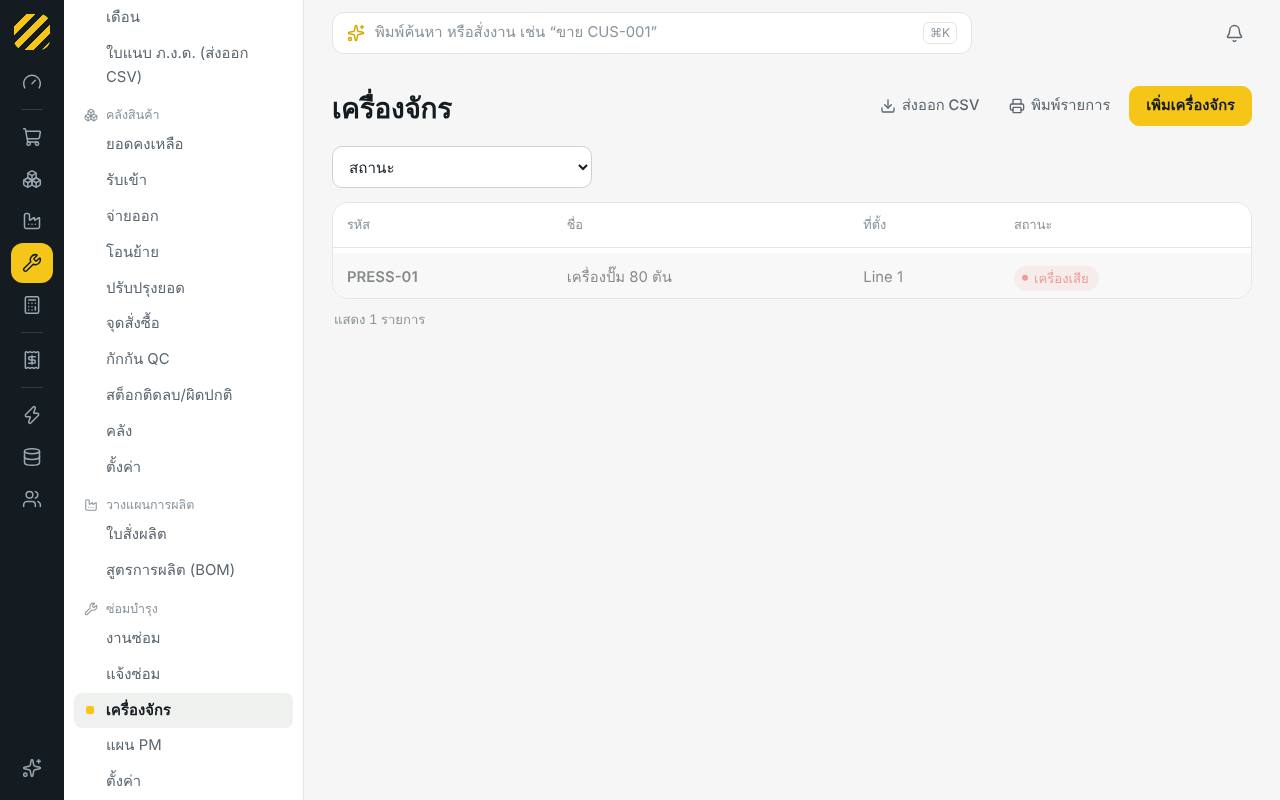 เดือน
ใบแนบ ภ.ง.ด. (ส่งออก
CSV)
คลังสินค้า
ยอดคงเหลือ
รับเข้า
จ่ายออก
โอนย้าย
ปรับปรุงยอด
จุดสั่งซื้อ
กักกัน QC
สต็อกติดลบ/ผิดปกติ
คลัง
ตั้งค่า
วางแผนการผลิต
ใบสั่งผลิต
สูตรการผลิต (BOM)
ซ่อมบำรุง
งานซ่อม
แจ้งซ่อม
เครื่องจักร
แผน PM
ตั้งค่า
พิมพ์ค้นหา หรือสั่งงาน เช่น “ขาย CUS-001” ⌘K
เครื่องจักร
ส่งออก CSV พิมพ์รายการ เพิ่มเครื่องจักร
สถานะ
รหัส ชื่อ ที่ตั้ง สถานะ
PRESS-01 เครื่องปั๊ม 80 ตัน Line 1 เครื่องเสีย
แสดง 1 รายการ